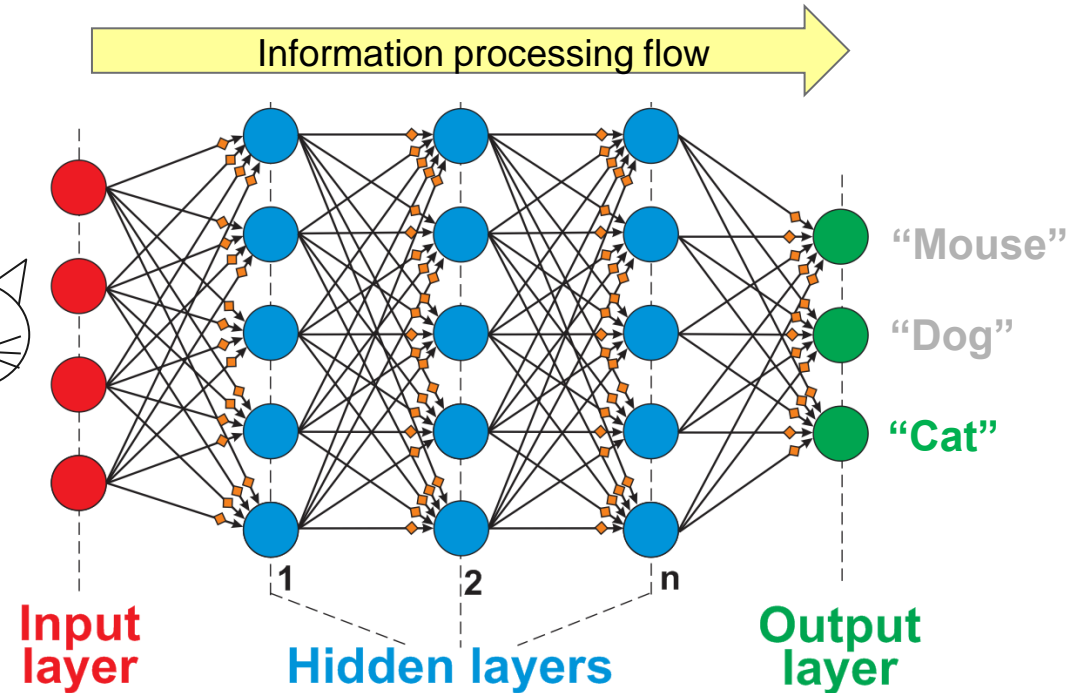 Information processing flow
“Mouse”
“Dog”
“Cat”
1
2
n
Input
layer
Hidden layers
Output
layer